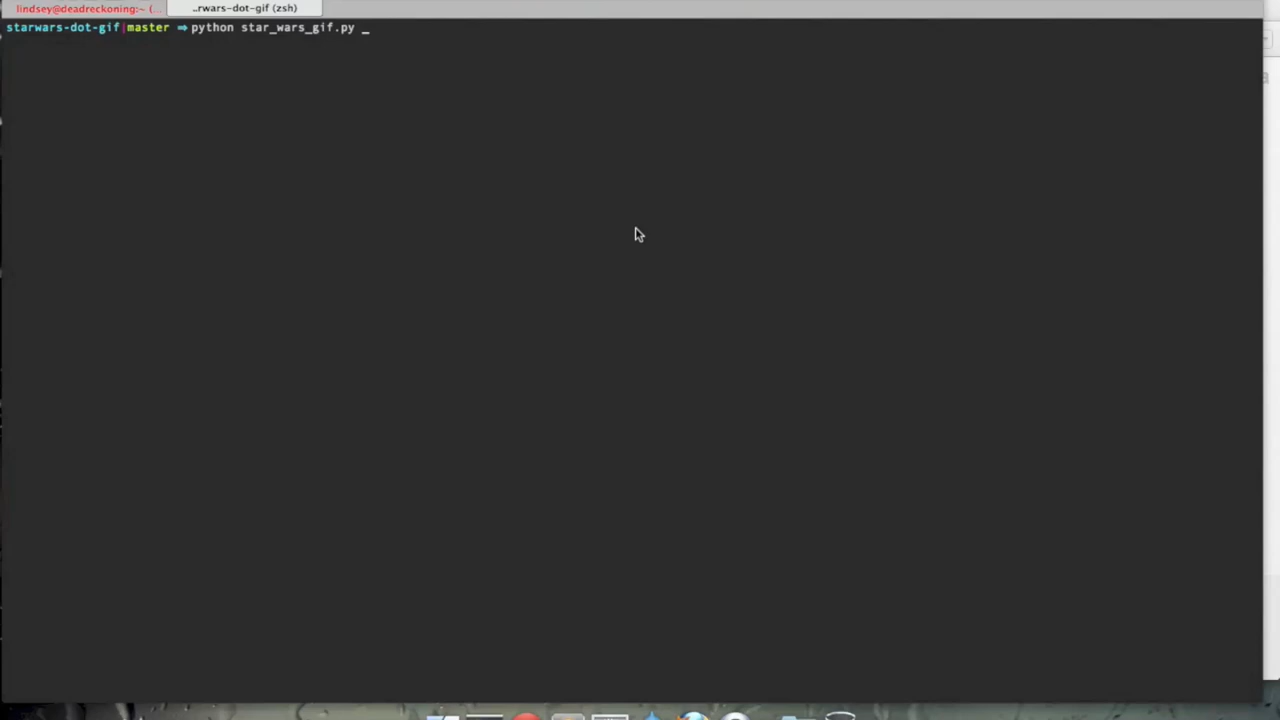 lindsey@deadreckoning:~ (...
..rwars-dot-gif (zsh)
starwars-dot-gif|master ⇒python star_wars_gif.py _